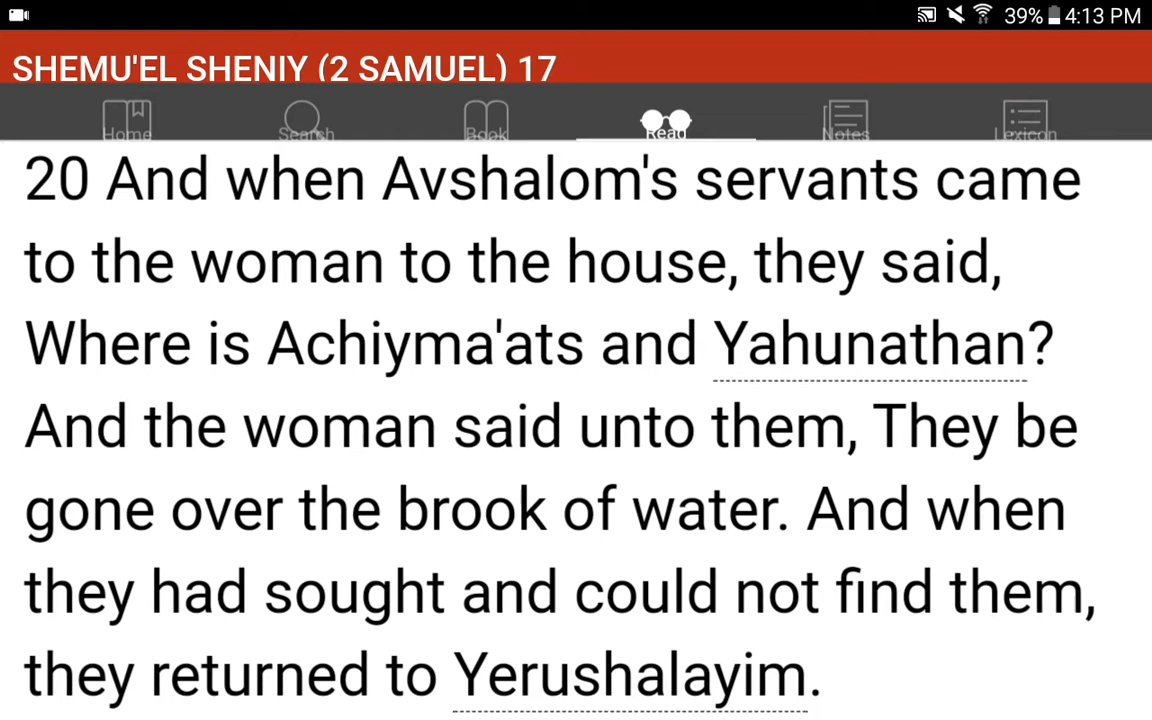 39% 4:13 PM
SHEMU'EL SHENIY (2 SAMUEL) 17
Home Search Book Read Notes Lexicon
20 And when Avshalom's servants came
to the woman to the house, they said,
Where is Achiyma'ats and Yahunathan?
And the woman said unto them, They be
gone over the brook of water. And when
they had sought and could not find them,
they returned to Yerushalayim.